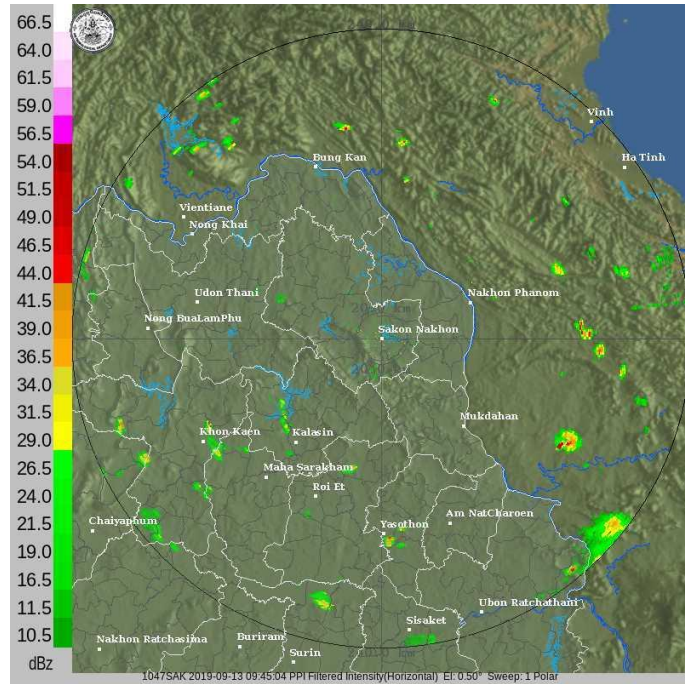 66.5
64.0
61.5
59.0
56.5
54.0
51.5
49.0
46.5
44.0
41.5
39.0
36.5
34.0
31.5
29.0
26.5
24.0
21.5
19.0
16.5
11.5
10.5
dBz
Vinh
Ha Tinh
Bung Kan
Vientiane
Nong Khai
Udon Thani
Nakhon Phanom
Nong BuaLamPhu
Sakon Nakhon
Mukdahan
Khon Kaen
Kalasin
Maha Sarakham
Roi Et
Chaiyaphum
Yasothon
Am NatCharoen
Ubon Ratchathani
Sisaket
Nakhon Ratchasima
Buriram
Surin
1047SAK 2019-09-13 09:45:04 PPI Filtered Intensity(Horizontal) El: 0.50° Sweep: 1 Polar